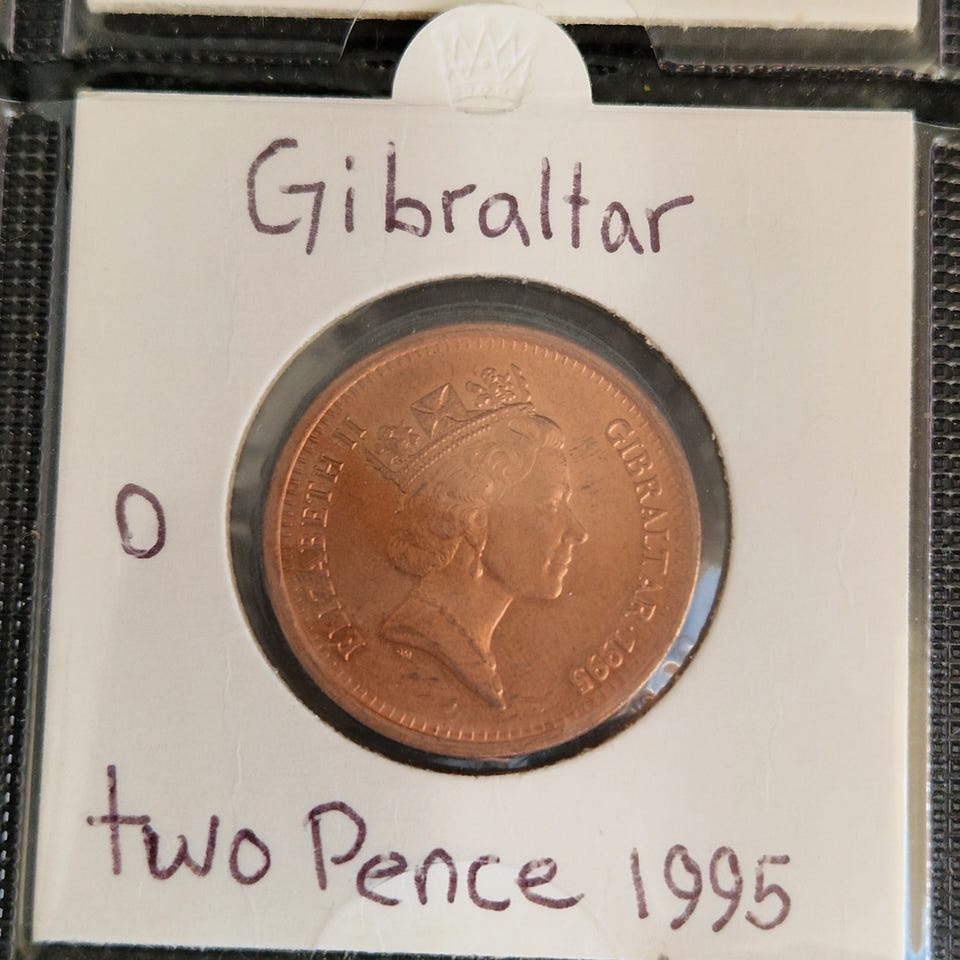 Gibraltar
ELIZABETH II
GIBRALTAR · 1995
O
two Pence 1995